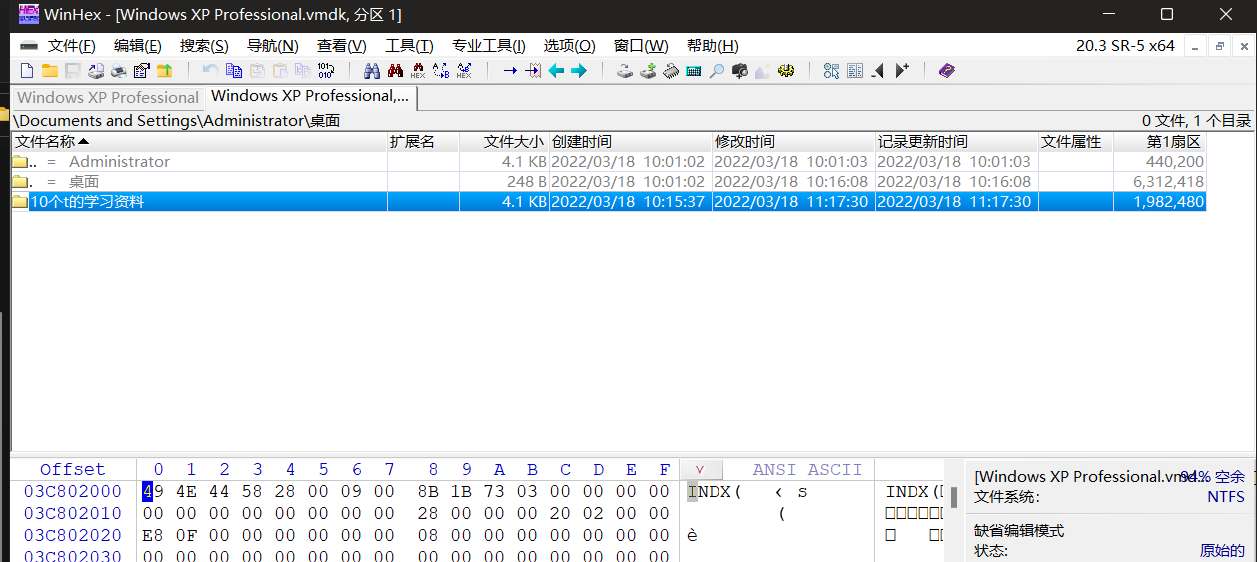 WinHex - [Windows XP Professional.vmdk, 分区 1]
文件(F) 编辑(E) 搜索(S) 导航(N) 查看(V) 工具(T) 专业工具(I) 选项(O) 窗口(W) 帮助(H) 20.3 SR-5 x64
Windows XP Professional Windows XP Professional,...
\Documents and Settings\Administrator\桌面 0 文件, 1 个目录
文件名称 扩展名 文件大小 创建时间 修改时间 记录更新时间 文件属性 第1扇区
.. = Administrator 4.1 KB 2022/03/18 10:01:02 2022/03/18 10:01:03 2022/03/18 10:01:03 440,200
. = 桌面 248 B 2022/03/18 10:01:02 2022/03/18 10:16:08 2022/03/18 10:16:08 6,312,418
10个t的学习资料 4.1 KB 2022/03/18 10:15:37 2022/03/18 11:17:30 2022/03/18 11:17:30 1,982,480
Offset 0 1 2 3 4 5 6 7 8 9 A B C D E F ANSI ASCII
03C802000 49 4E 44 58 28 00 09 00 8B 1B 73 03 00 00 00 00 INDX( ‹ s INDX(
03C802010 00 00 00 00 00 00 00 00 28 00 00 00 20 02 00 00 (
03C802020 E8 0F 00 00 00 00 00 00 08 00 00 00 00 00 00 00 è
03C802030 00 00 00 00 00 00 00 00 00 00 00 00 00 00 00 00
[Windows XP Professional.vmd 94% 空余
文件系统: NTFS
缺省编辑模式
状态: 原始的